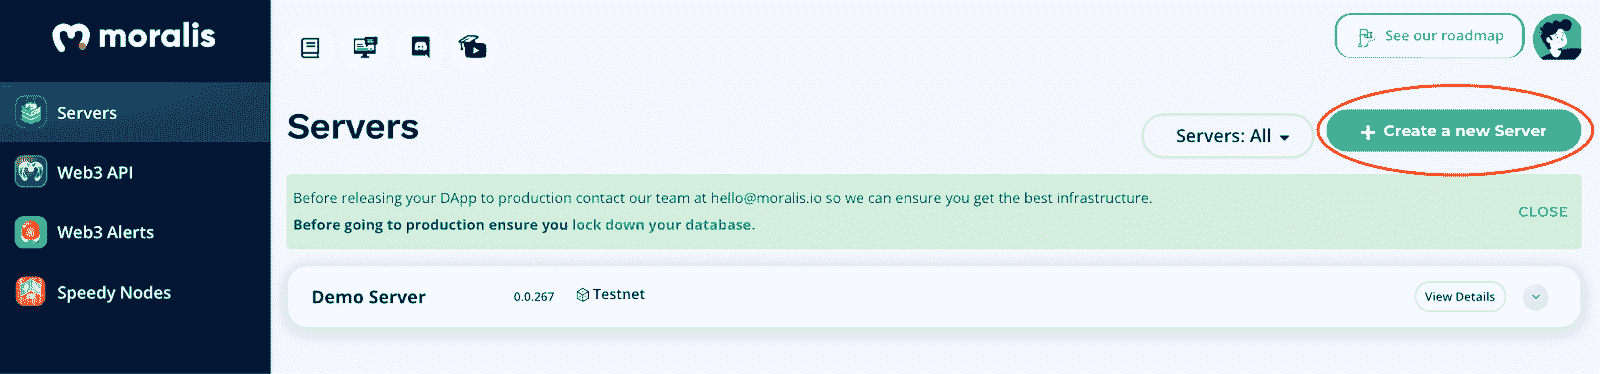 moralis
Servers
Web3 API
Web3 Alerts
Speedy Nodes
See our roadmap
Servers
Servers: All
+ Create a new Server
Before releasing your DApp to production contact our team at hello@moralis.io so we can ensure you get the best infrastructure.
Before going to production ensure you lock down your database.
CLOSE
Demo Server
0.0.267
Testnet
View Details